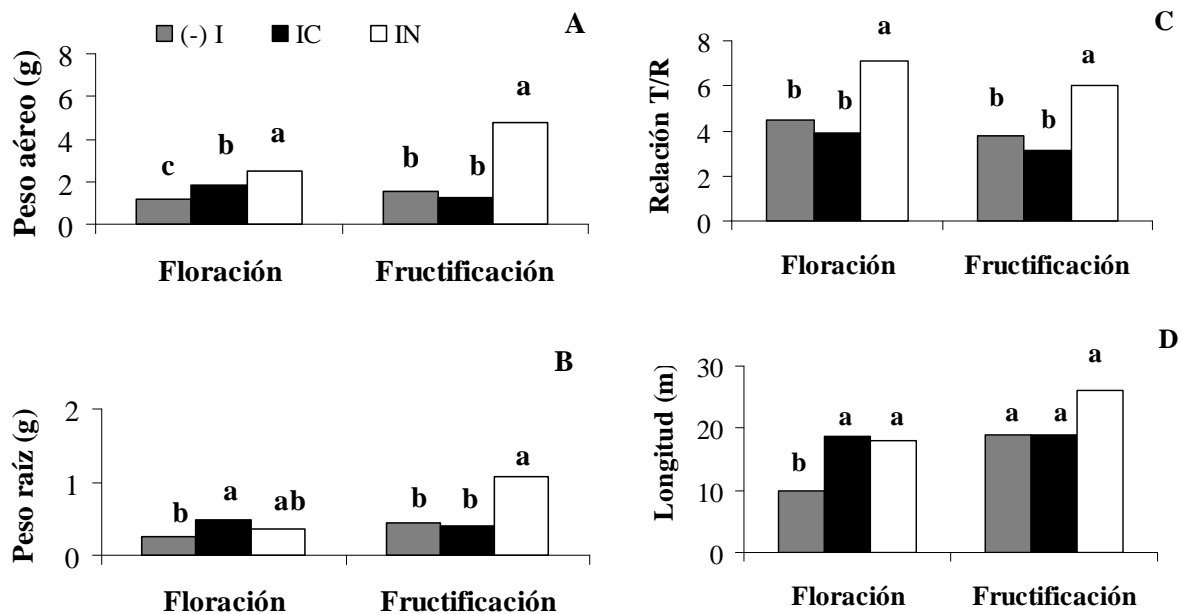 (-) I IC IN
A
Peso aéreo (g)
8
6
4
2
0
c b a
b b a
Floración Fructificación
C
Relación T/R
8
6
4
2
0
b b a
b b a
Floración Fructificación
B
Peso raíz (g)
2
1
0
b a ab
b b a
Floración Fructificación
D
Longitud (m)
30
20
10
0
b a a
a a a
Floración Fructificación